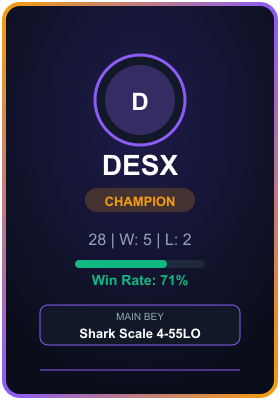 D
DESX
CHAMPION
28 | W: 5 | L: 2
Win Rate: 71%
MAIN BEY
Shark Scale 4-55LO